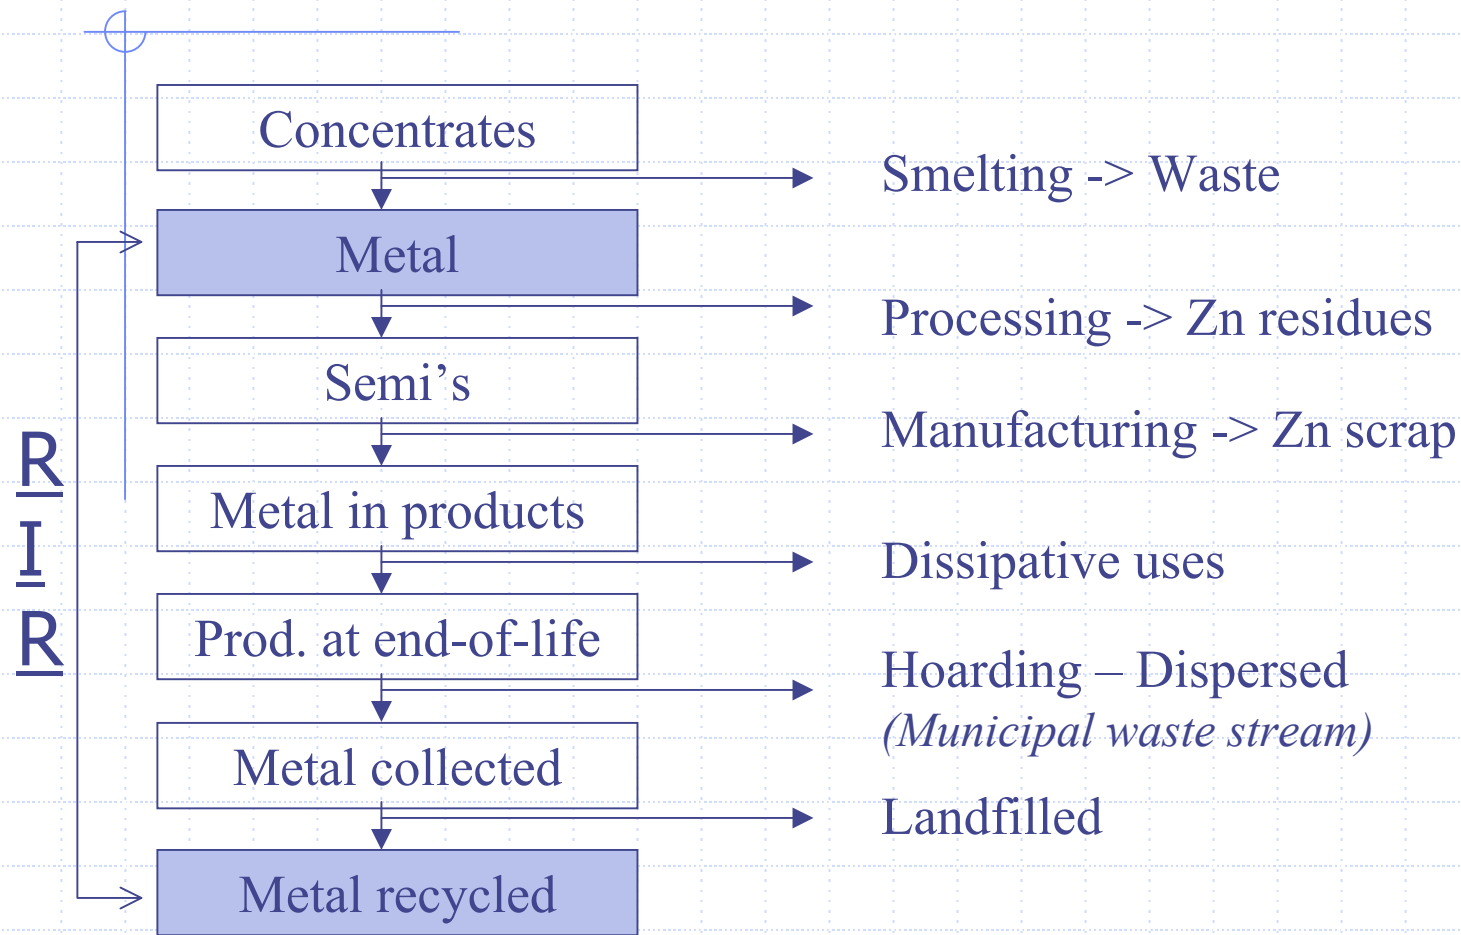 Concentrates
Smelting -> Waste
Metal
Processing -> Zn residues
Semi’s
Manufacturing -> Zn scrap
Metal in products
Dissipative uses
Prod. at end-of-life
Hoarding – Dispersed
(Municipal waste stream)
Metal collected
Landfilled
Metal recycled
R
I
R